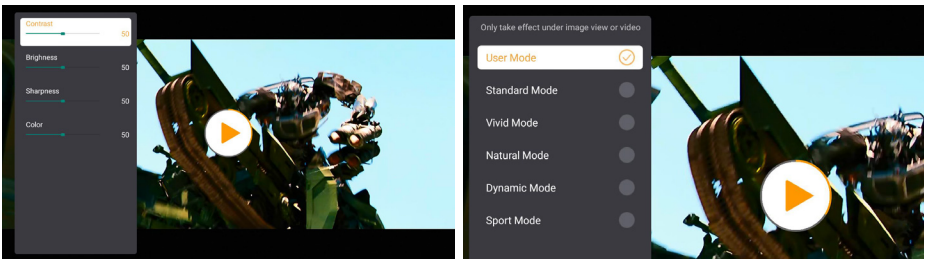 Contrast
50
Brighness
50
Sharpness
50
Color
50
Only take effect under image view or video
User Mode
Standard Mode
Vivid Mode
Natural Mode
Dynamic Mode
Sport Mode